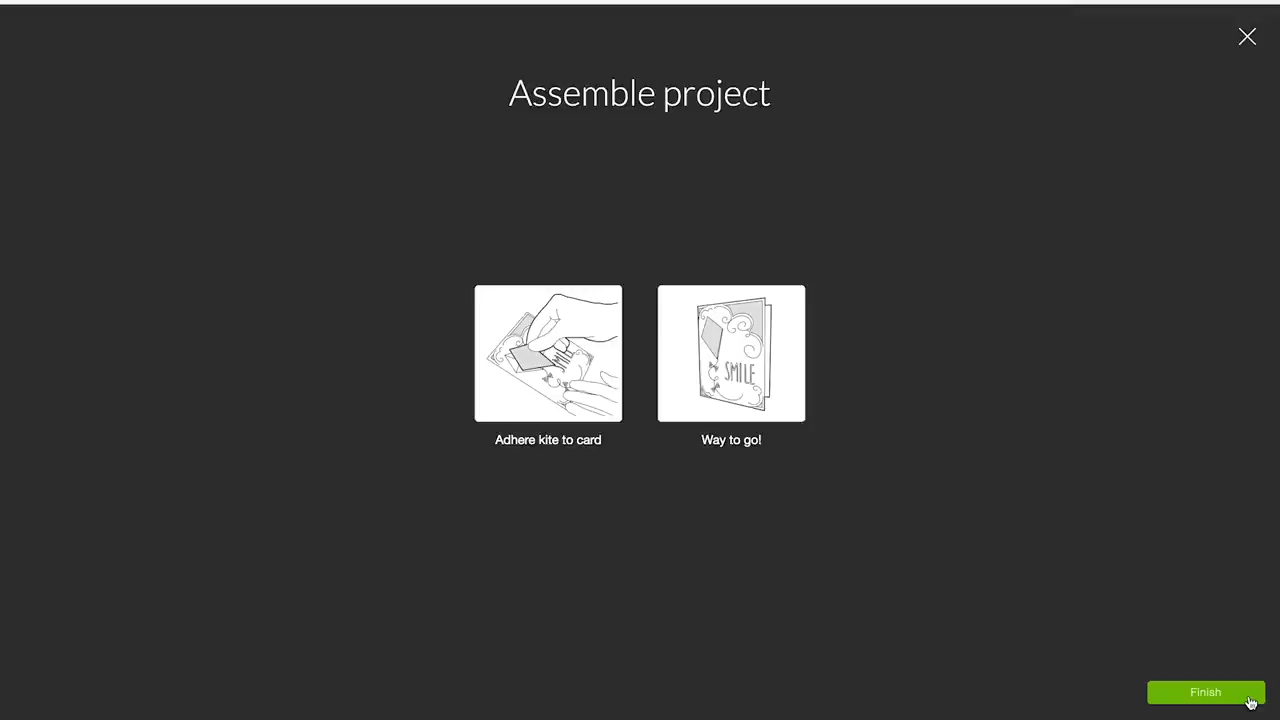 Assemble project
SMILE
Adhere kite to card
Way to go!
Finish